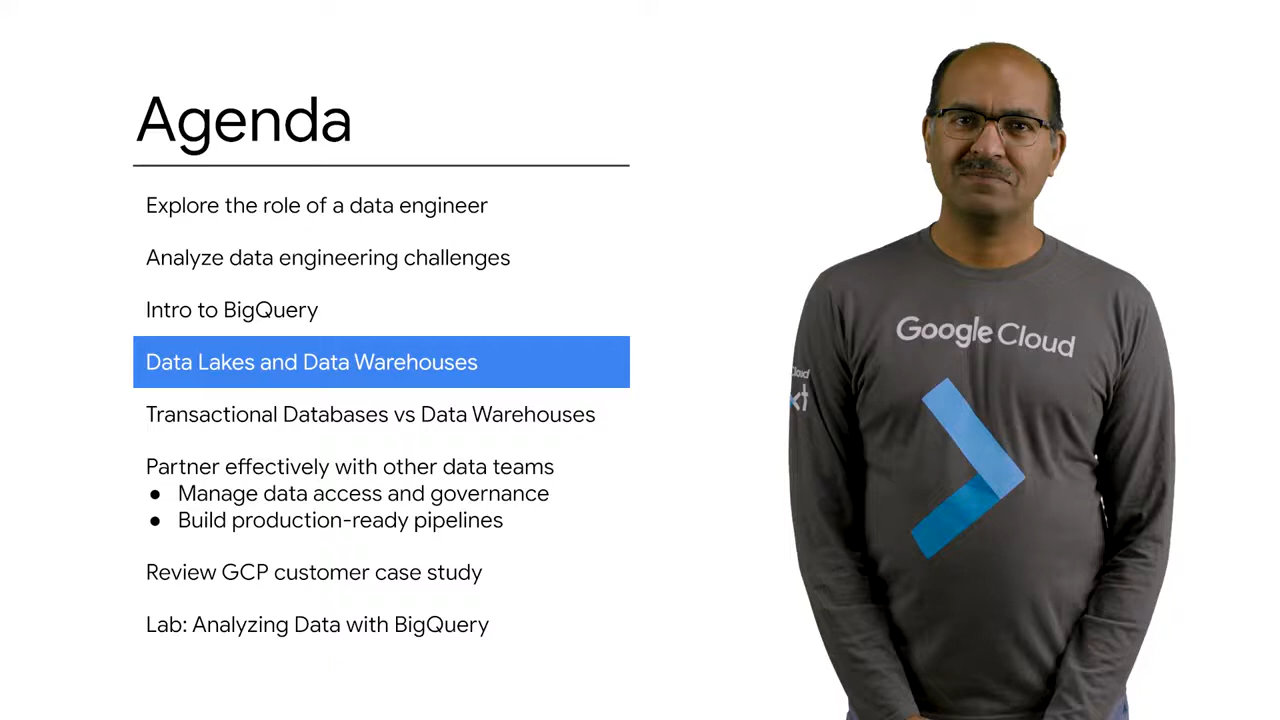 Agenda
Explore the role of a data engineer
Analyze data engineering challenges
Intro to BigQuery
Data Lakes and Data Warehouses
Transactional Databases vs Data Warehouses
Partner effectively with other data teams
● Manage data access and governance
● Build production-ready pipelines
Review GCP customer case study
Lab: Analyzing Data with BigQuery
Google Cloud
Cloud